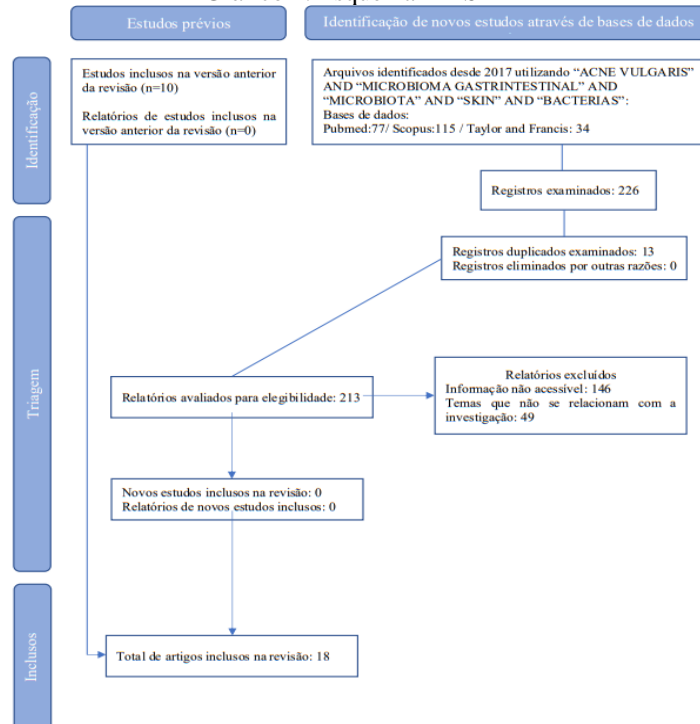 Estudos prévios
Identificação de novos estudos através de bases de dados
Identificação
Estudos inclusos na versão anterior
da revisão (n=10)
Relatórios de estudos inclusos na
versão anterior da revisão (n=0)
Arquivos identificados desde 2017 utilizando “ACNE VULGARIS”
AND “MICROBIOMA GASTRINTESTINAL” AND
“MICROBIOTA” AND “SKIN” AND “BACTERIAS”:
Bases de dados:
Pubmed:77/ Scopus:115 / Taylor and Francis: 34
Registros examinados: 226
Triagem
Registros duplicados examinados: 13
Registros eliminados por outras razões: 0
Relatórios avaliados para elegibilidade: 213
Relatórios excluídos
Informação não acessível: 146
Temas que não se relacionam com a
investigação: 49
Novos estudos inclusos na revisão: 0
Relatórios de novos estudos inclusos: 0
Inclusos
Total de artigos inclusos na revisão: 18